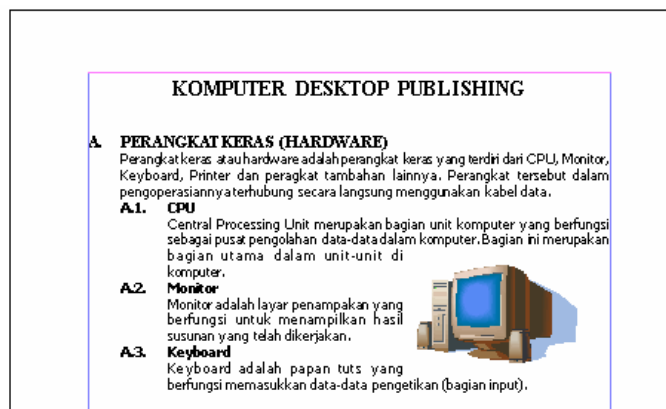 KOMPUTER DESKTOP PUBLISHING
A. PERANGKAT KERAS (HARDWARE)
Perangkat keras atau hardware adalah perangkat keras yang terdiri dari CPU, Monitor,
Keyboard, Printer dan peragkat tambahan lainnya. Perangkat tersebut dalam
pengoperasiannya terhubung secara langsung menggunakan kabel data.
A.1. CPU
Central Processing Unit merupakan bagian unit komputer yang berfungsi
sebagai pusat pengolahan data-data dalam komputer. Bagian ini merupakan
bagian utama dalam unit-unit di
komputer.
A.2. Monitor
Monitor adalah layar penampakan yang
berfungsi untuk menampilkan hasil
susunan yang telah dikerjakan.
A.3. Keyboard
Keyboard adalah papan tuts yang
berfungsi memasukkan data-data pengetikan (bagian input).